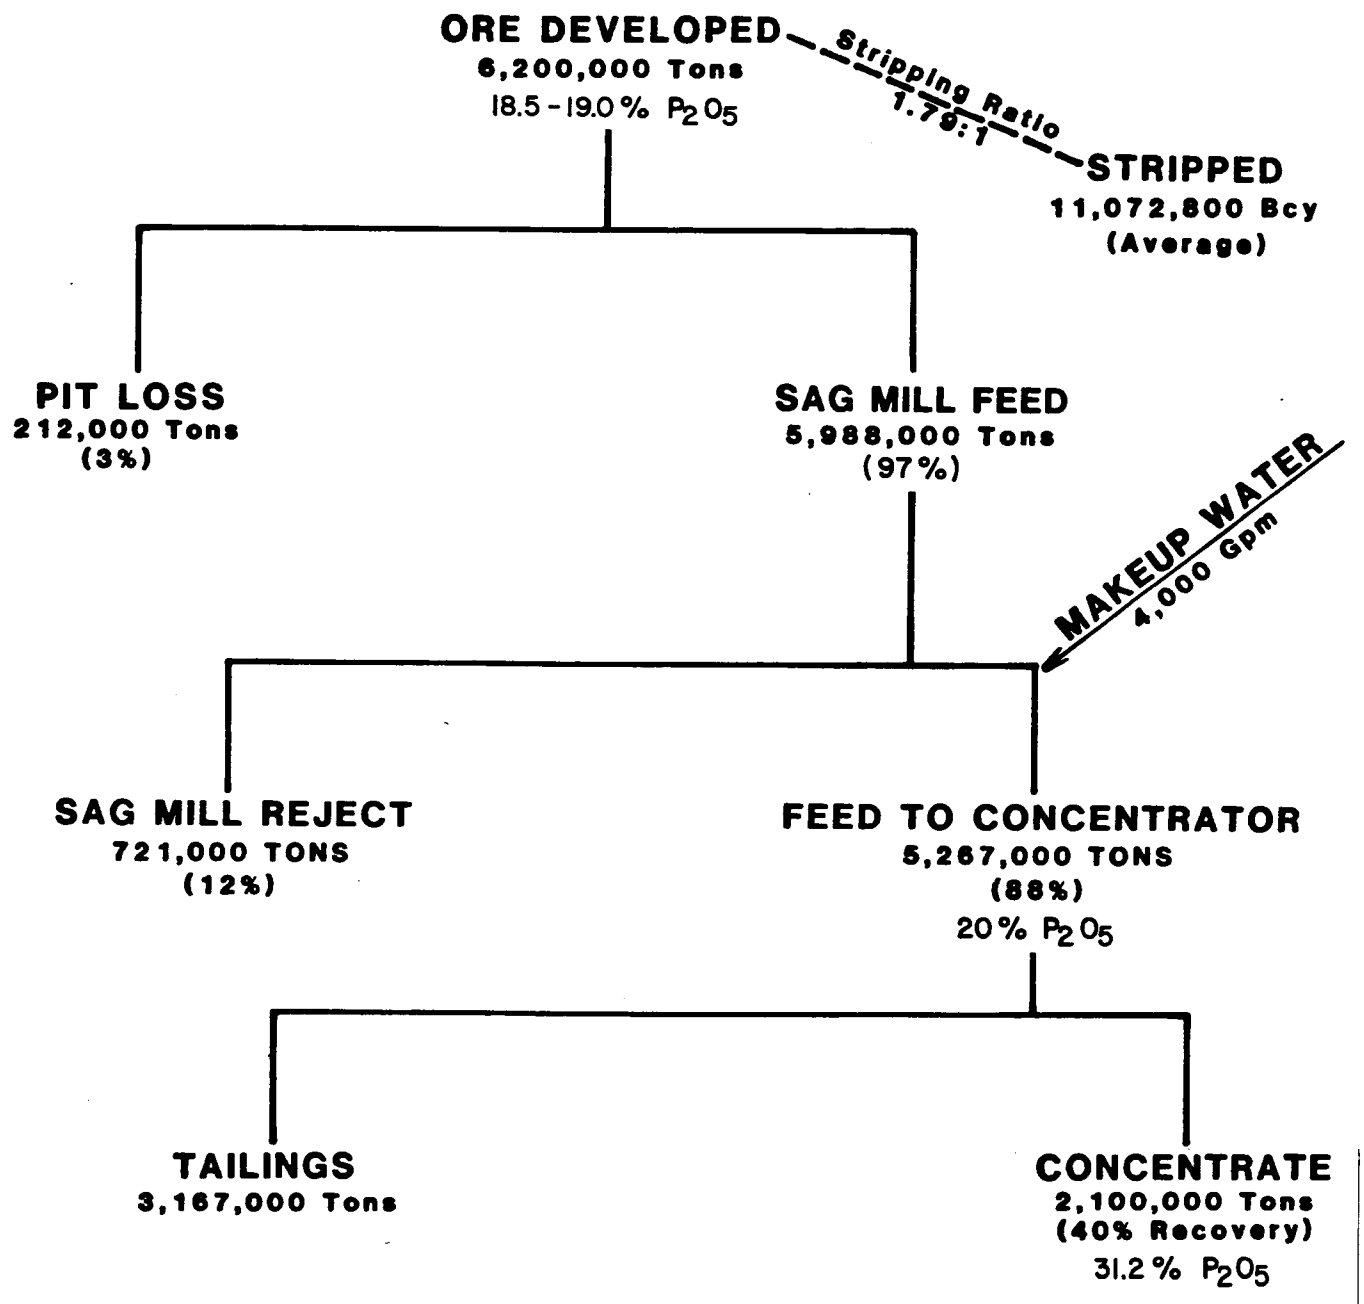 ORE DEVELOPED
6,200,000 Tons
18.5-19.0% P2O5
Stripping Ratio
1.79:1
STRIPPED
11,072,800 Bcy
(Average)
PIT LOSS
212,000 Tons
(3%)
SAG MILL FEED
5,988,000 Tons
(97%)
MAKEUP WATER
4,000 Gpm
SAG MILL REJECT
721,000 TONS
(12%)
FEED TO CONCENTRATOR
5,267,000 TONS
(88%)
20% P2O5
TAILINGS
3,167,000 Tons
CONCENTRATE
2,100,000 Tons
(40% Recovery)
31.2% P2O5